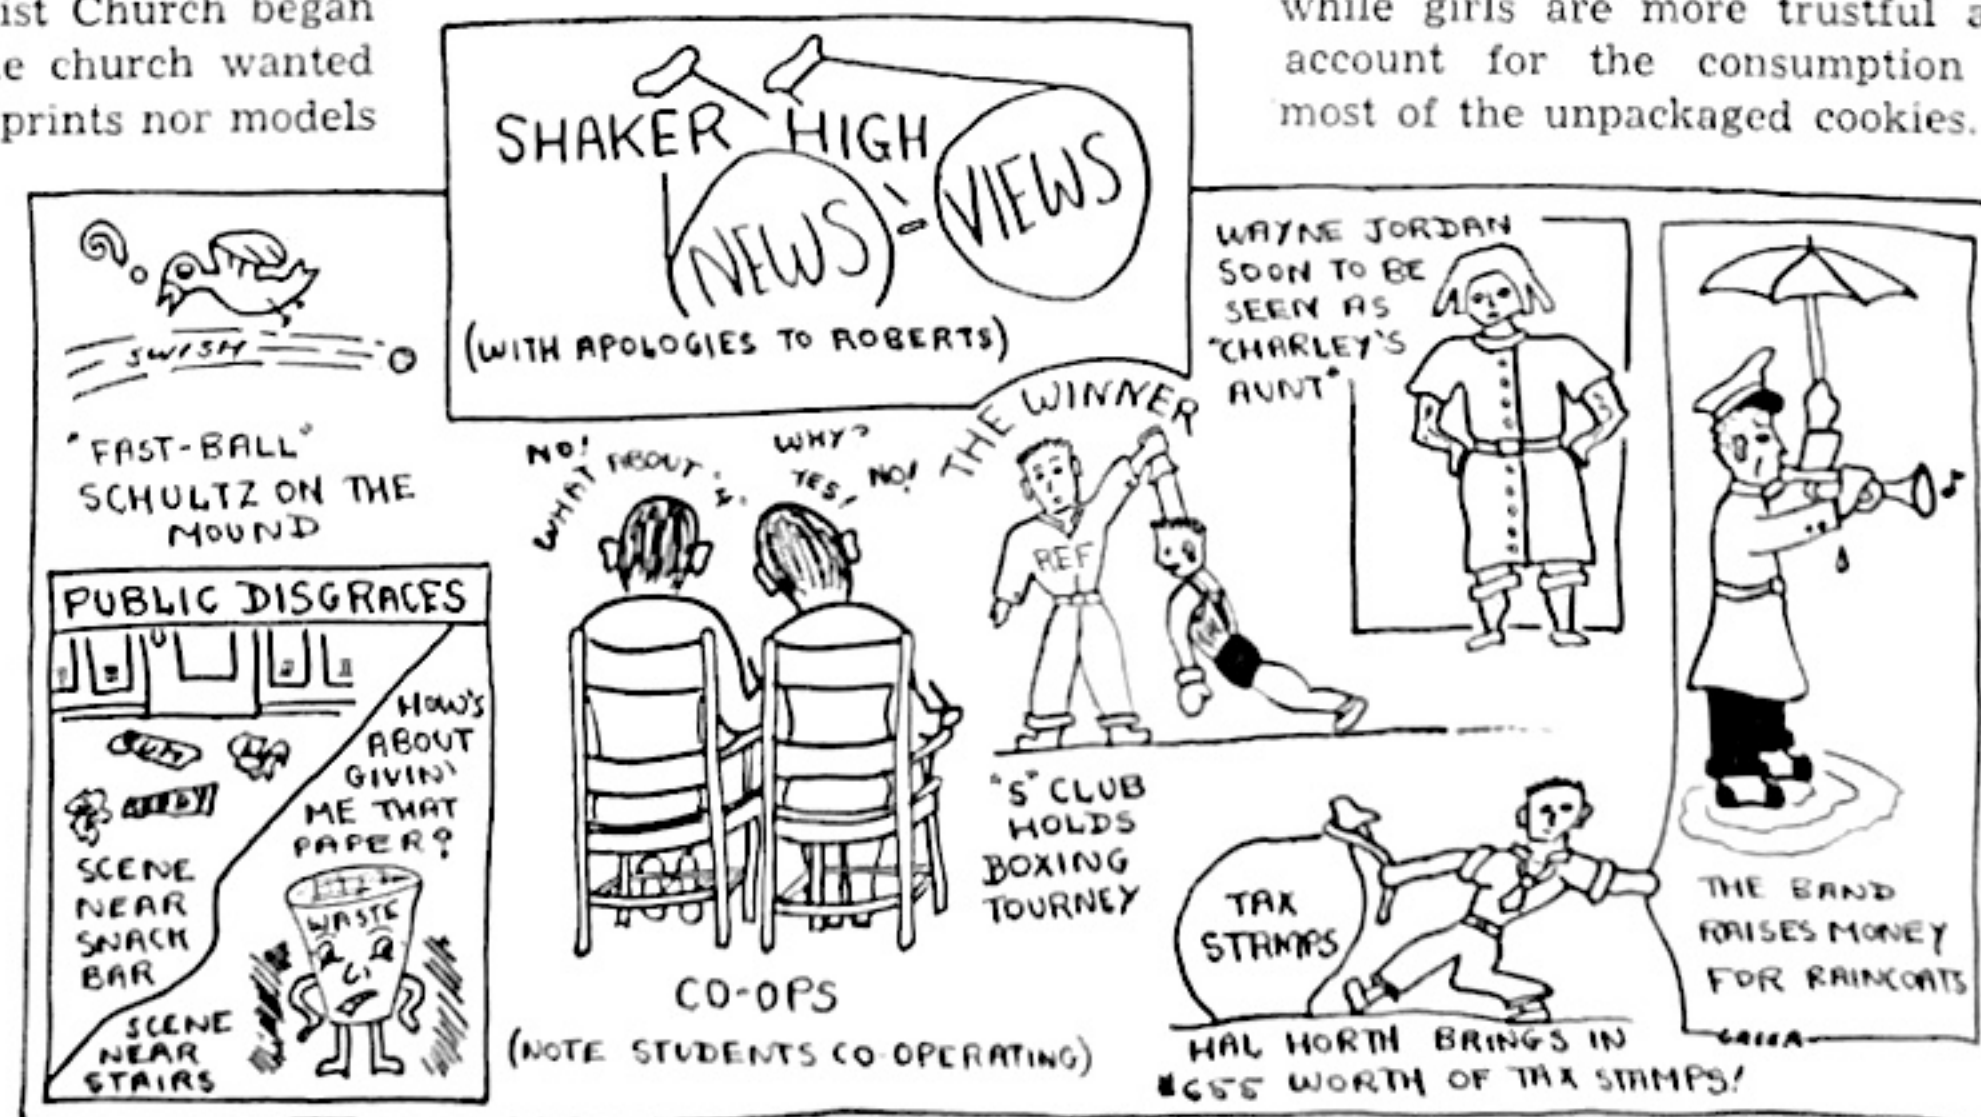 ist Church began
e church wanted
prints nor models
while girls are more trustful a
account for the consumption
most of the unpackaged cookies.
SHAKER HIGH
NEWS - VIEWS
(WITH APOLOGIES TO ROBERTS)
SWISH
"FAST-BALL"
SCHULTZ ON THE
MOUND
PUBLIC DISGRACES
SCENE
NEAR
SNACK
BAR
HOW'S
ABOUT
GIVIN'
ME THAT
PAPER?
WASTE
SCENE
NEAR
STAIRS
NO!
WHAT ABOUT
WHY?
YES!
NO!
CO-OPS
(NOTE STUDENTS CO-OPERATING)
THE WINNER
REF
"S" CLUB
HOLDS
BOXING
TOURNEY
WAYNE JORDAN
SOON TO BE
SEEN AS
"CHARLEY'S
AUNT"
TAX
STAMPS
HAL HORTH BRINGS IN
$655 WORTH OF TAX STAMPS!
THE BAND
RAISES MONEY
FOR RAINCOATS